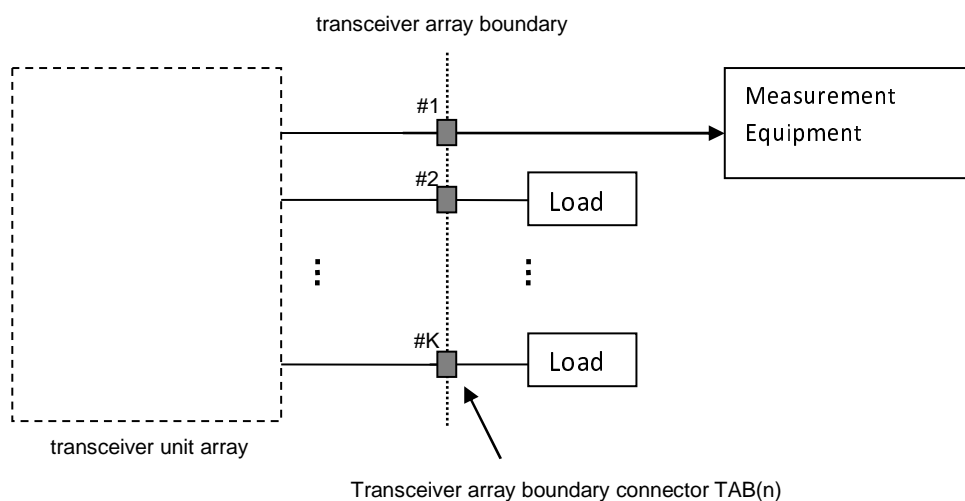 transceiver array boundary
#1
Measurement
Equipment
#2
Load
#K
Load
transceiver unit array
Transceiver array boundary connector TAB(n)